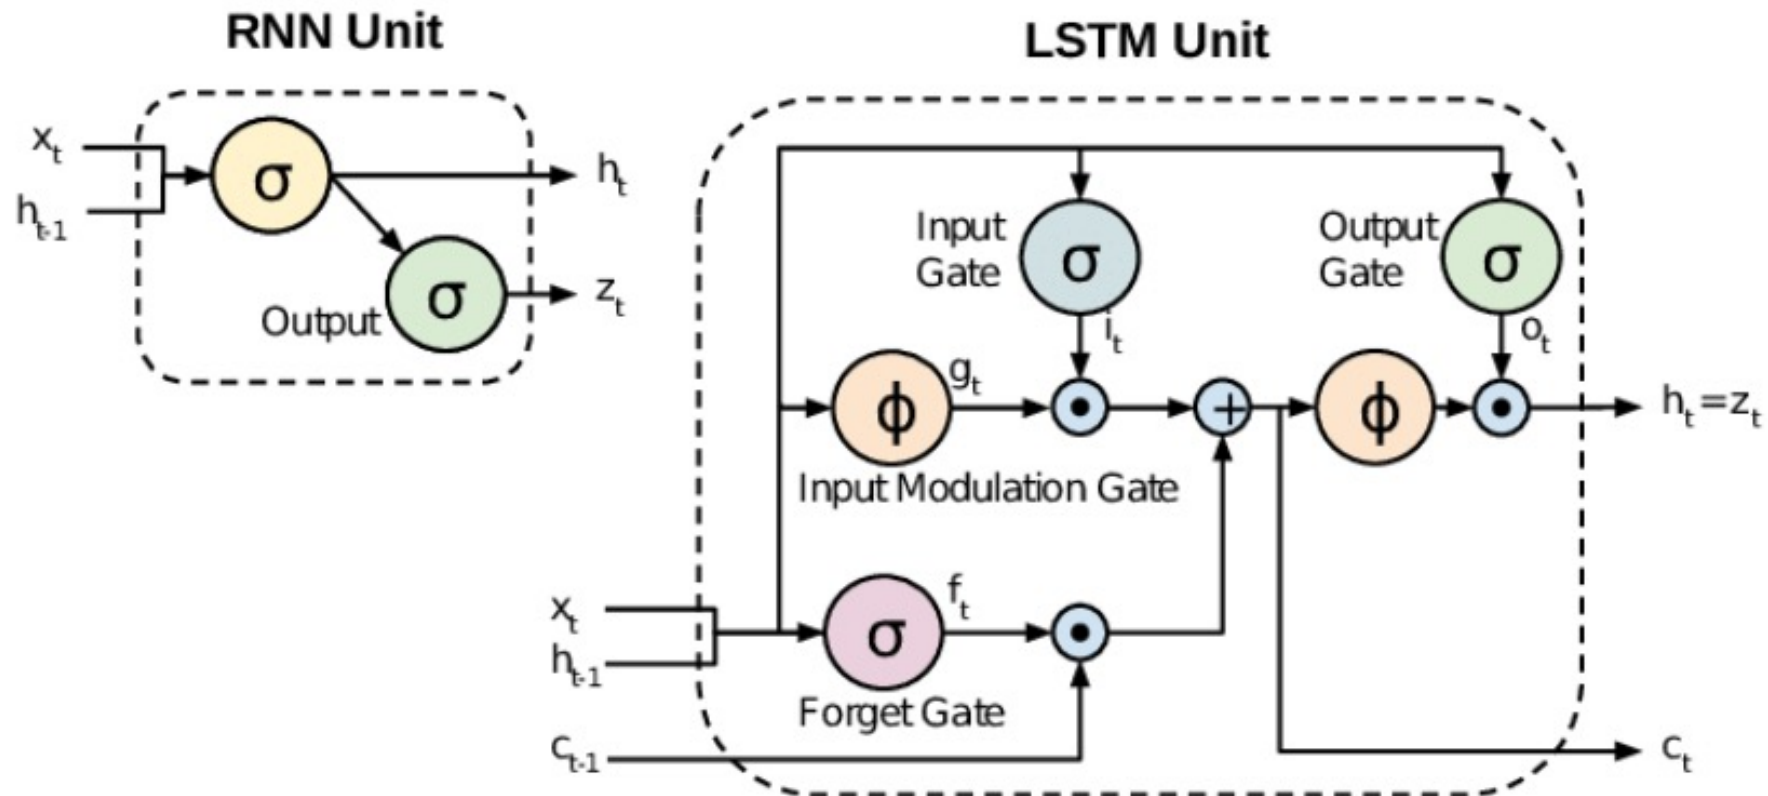 RNN Unit
xₜ
hₜ₋₁
σ
σ
Output
hₜ
zₜ
LSTM Unit
Input
Gate
σ
iₜ
Output
Gate
σ
oₜ
ϕ
gₜ
Input Modulation Gate
+
ϕ
hₜ=zₜ
xₜ
hₜ₋₁
σ
fₜ
Forget Gate
cₜ₋₁
cₜ